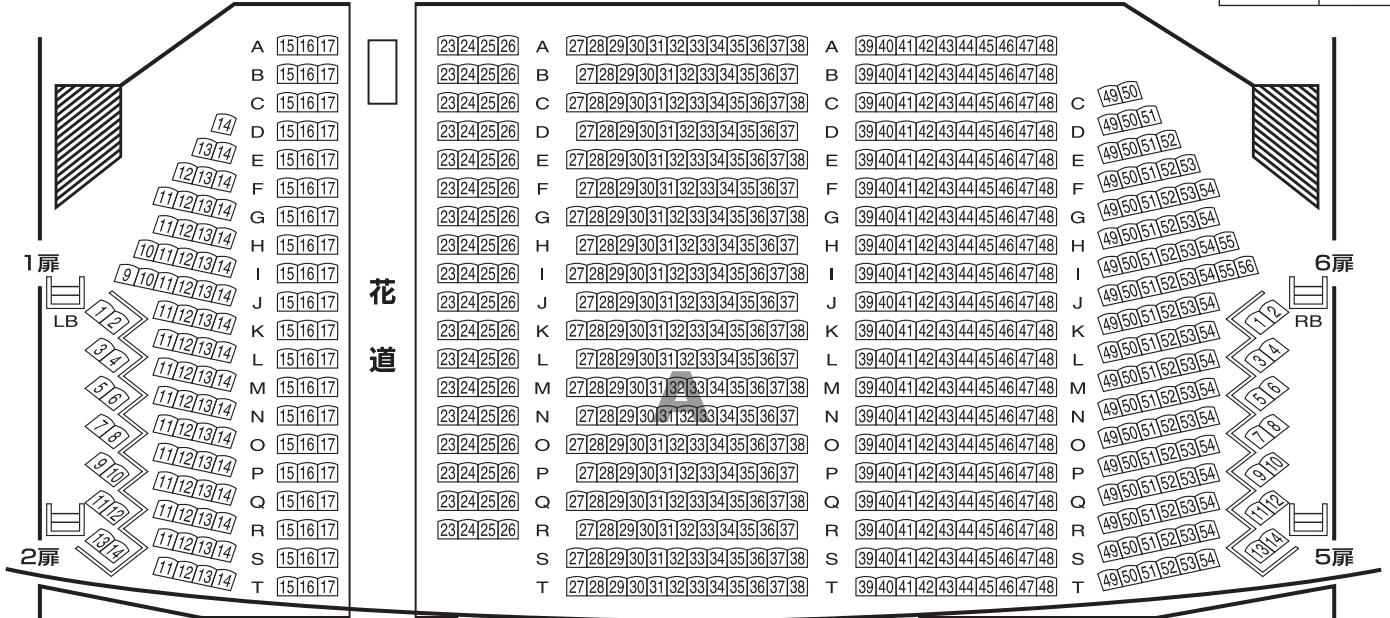 A 15 16 17 23 24 25 26 A 27 28 29 30 31 32 33 34 35 36 37 38 A 39 40 41 42 43 44 45 46 47 48
B 15 16 17 23 24 25 26 B 27 28 29 30 31 32 33 34 35 36 37 B 39 40 41 42 43 44 45 46 47 48
C 15 16 17 23 24 25 26 C 27 28 29 30 31 32 33 34 35 36 37 38 C 39 40 41 42 43 44 45 46 47 48 C 49 50
14 D 15 16 17 23 24 25 26 D 27 28 29 30 31 32 33 34 35 36 37 D 39 40 41 42 43 44 45 46 47 48 D 49 50 51
13 14 E 15 16 17 23 24 25 26 E 27 28 29 30 31 32 33 34 35 36 37 38 E 39 40 41 42 43 44 45 46 47 48 E 49 50 51 52
12 13 14 F 15 16 17 23 24 25 26 F 27 28 29 30 31 32 33 34 35 36 37 F 39 40 41 42 43 44 45 46 47 48 F 49 50 51 52 53
11 12 13 14 G 15 16 17 23 24 25 26 G 27 28 29 30 31 32 33 34 35 36 37 38 G 39 40 41 42 43 44 45 46 47 48 G 49 50 51 52 53 54
11 12 13 14 H 15 16 17 23 24 25 26 H 27 28 29 30 31 32 33 34 35 36 37 H 39 40 41 42 43 44 45 46 47 48 H 49 50 51 52 53 54
10 11 12 13 14 I 15 16 17 23 24 25 26 I 27 28 29 30 31 32 33 34 35 36 37 38 I 39 40 41 42 43 44 45 46 47 48 I 49 50 51 52 53 54 55
9 10 11 12 13 14 J 15 16 17 23 24 25 26 J 27 28 29 30 31 32 33 34 35 36 37 J 39 40 41 42 43 44 45 46 47 48 J 49 50 51 52 53 54 55 56
11 12 13 14 K 15 16 17 23 24 25 26 K 27 28 29 30 31 32 33 34 35 36 37 38 K 39 40 41 42 43 44 45 46 47 48 K 49 50 51 52 53 54
11 12 13 14 L 15 16 17 23 24 25 26 L 27 28 29 30 31 32 33 34 35 36 37 L 39 40 41 42 43 44 45 46 47 48 L 49 50 51 52 53 54
11 12 13 14 M 15 16 17 23 24 25 26 M 27 28 29 30 31 32 33 34 35 36 37 38 M 39 40 41 42 43 44 45 46 47 48 M 49 50 51 52 53 54
11 12 13 14 N 15 16 17 23 24 25 26 N 27 28 29 30 31 32 33 34 35 36 37 N 39 40 41 42 43 44 45 46 47 48 N 49 50 51 52 53 54
11 12 13 14 O 15 16 17 23 24 25 26 O 27 28 29 30 31 32 33 34 35 36 37 38 O 39 40 41 42 43 44 45 46 47 48 O 49 50 51 52 53 54
11 12 13 14 P 15 16 17 23 24 25 26 P 27 28 29 30 31 32 33 34 35 36 37 P 39 40 41 42 43 44 45 46 47 48 P 49 50 51 52 53 54
11 12 13 14 Q 15 16 17 23 24 25 26 Q 27 28 29 30 31 32 33 34 35 36 37 38 Q 39 40 41 42 43 44 45 46 47 48 Q 49 50 51 52 53 54
11 12 13 14 R 15 16 17 23 24 25 26 R 27 28 29 30 31 32 33 34 35 36 37 R 39 40 41 42 43 44 45 46 47 48 R 49 50 51 52 53 54
11 12 13 14 S 15 16 17 S 27 28 29 30 31 32 33 34 35 36 37 38 S 39 40 41 42 43 44 45 46 47 48 S 49 50 51 52 53 54
11 12 13 14 T 15 16 17 T 27 28 29 30 31 32 33 34 35 36 37 38 T 39 40 41 42 43 44 45 46 47 48 T 49 50 51 52 53 54
花道
A
1扉
LB
1 2
3 4
5 6
7 8
9 10
11 12
13 14
2扉
6扉
RB
1 2
3 4
5 6
7 8
9 10
11 12
13 14
5扉